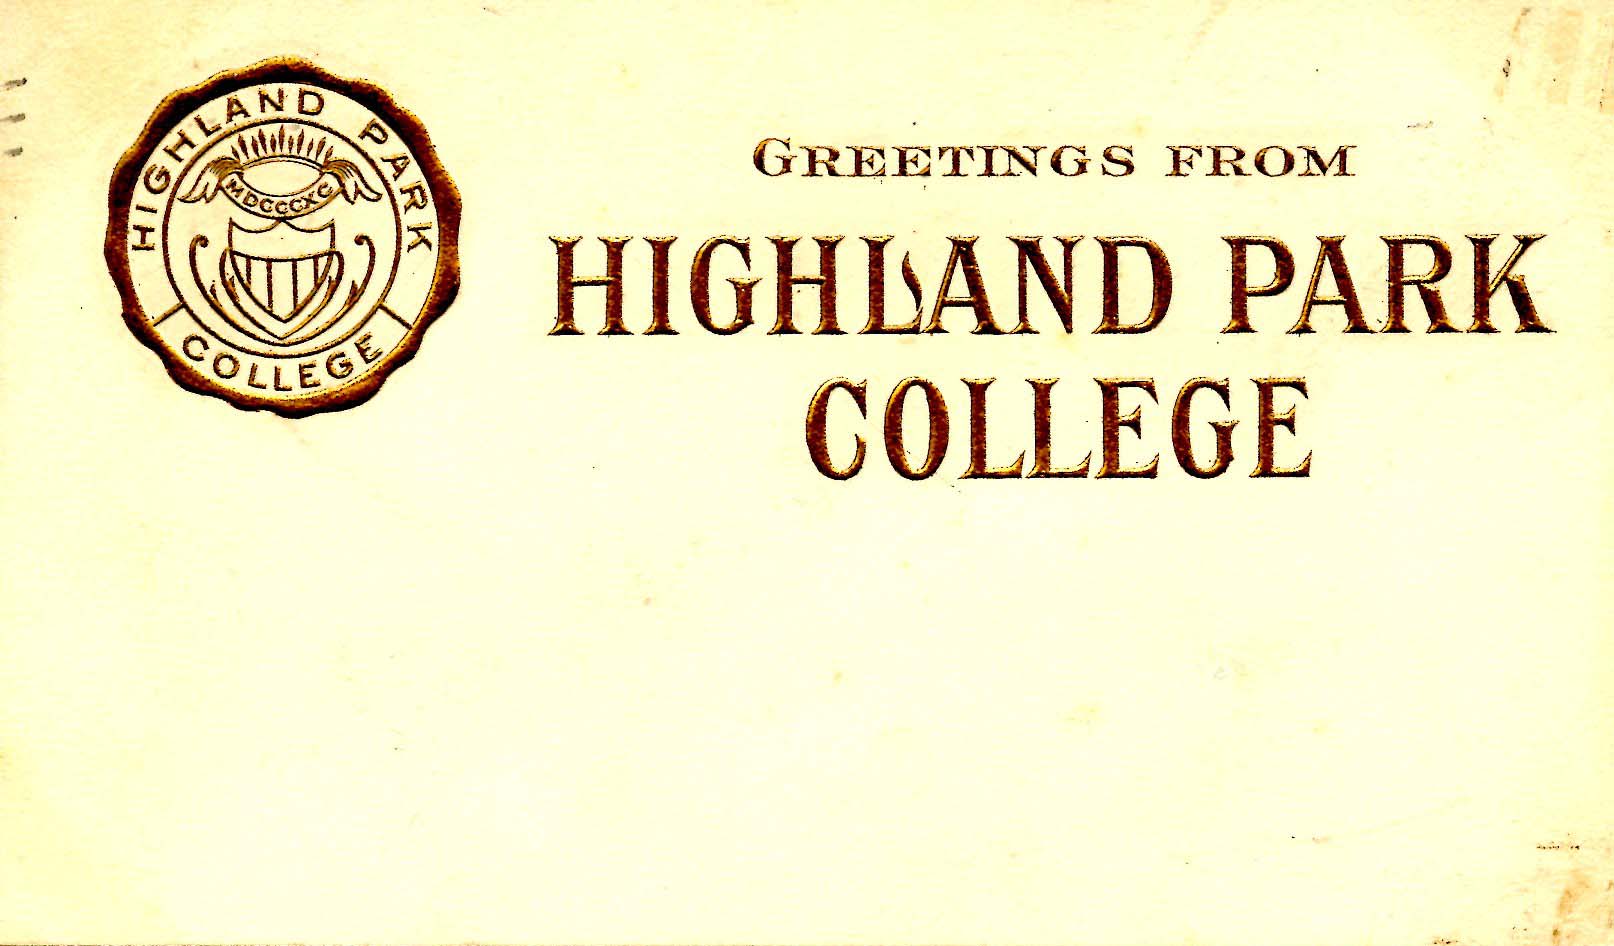 HIGHLAND PARK
MDCCCXC
COLLEGE
GREETINGS FROM
HIGHLAND PARK
COLLEGE